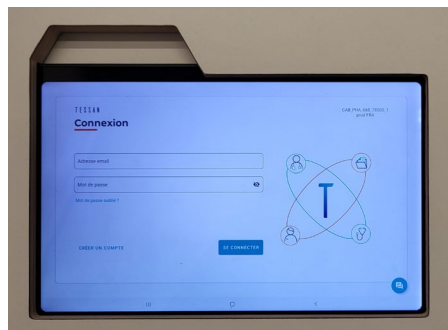 TESSAN
Connexion
Adresse email
Mot de passe
Mot de passe oublié ?
CRÉER UN COMPTE
SE CONNECTER
T